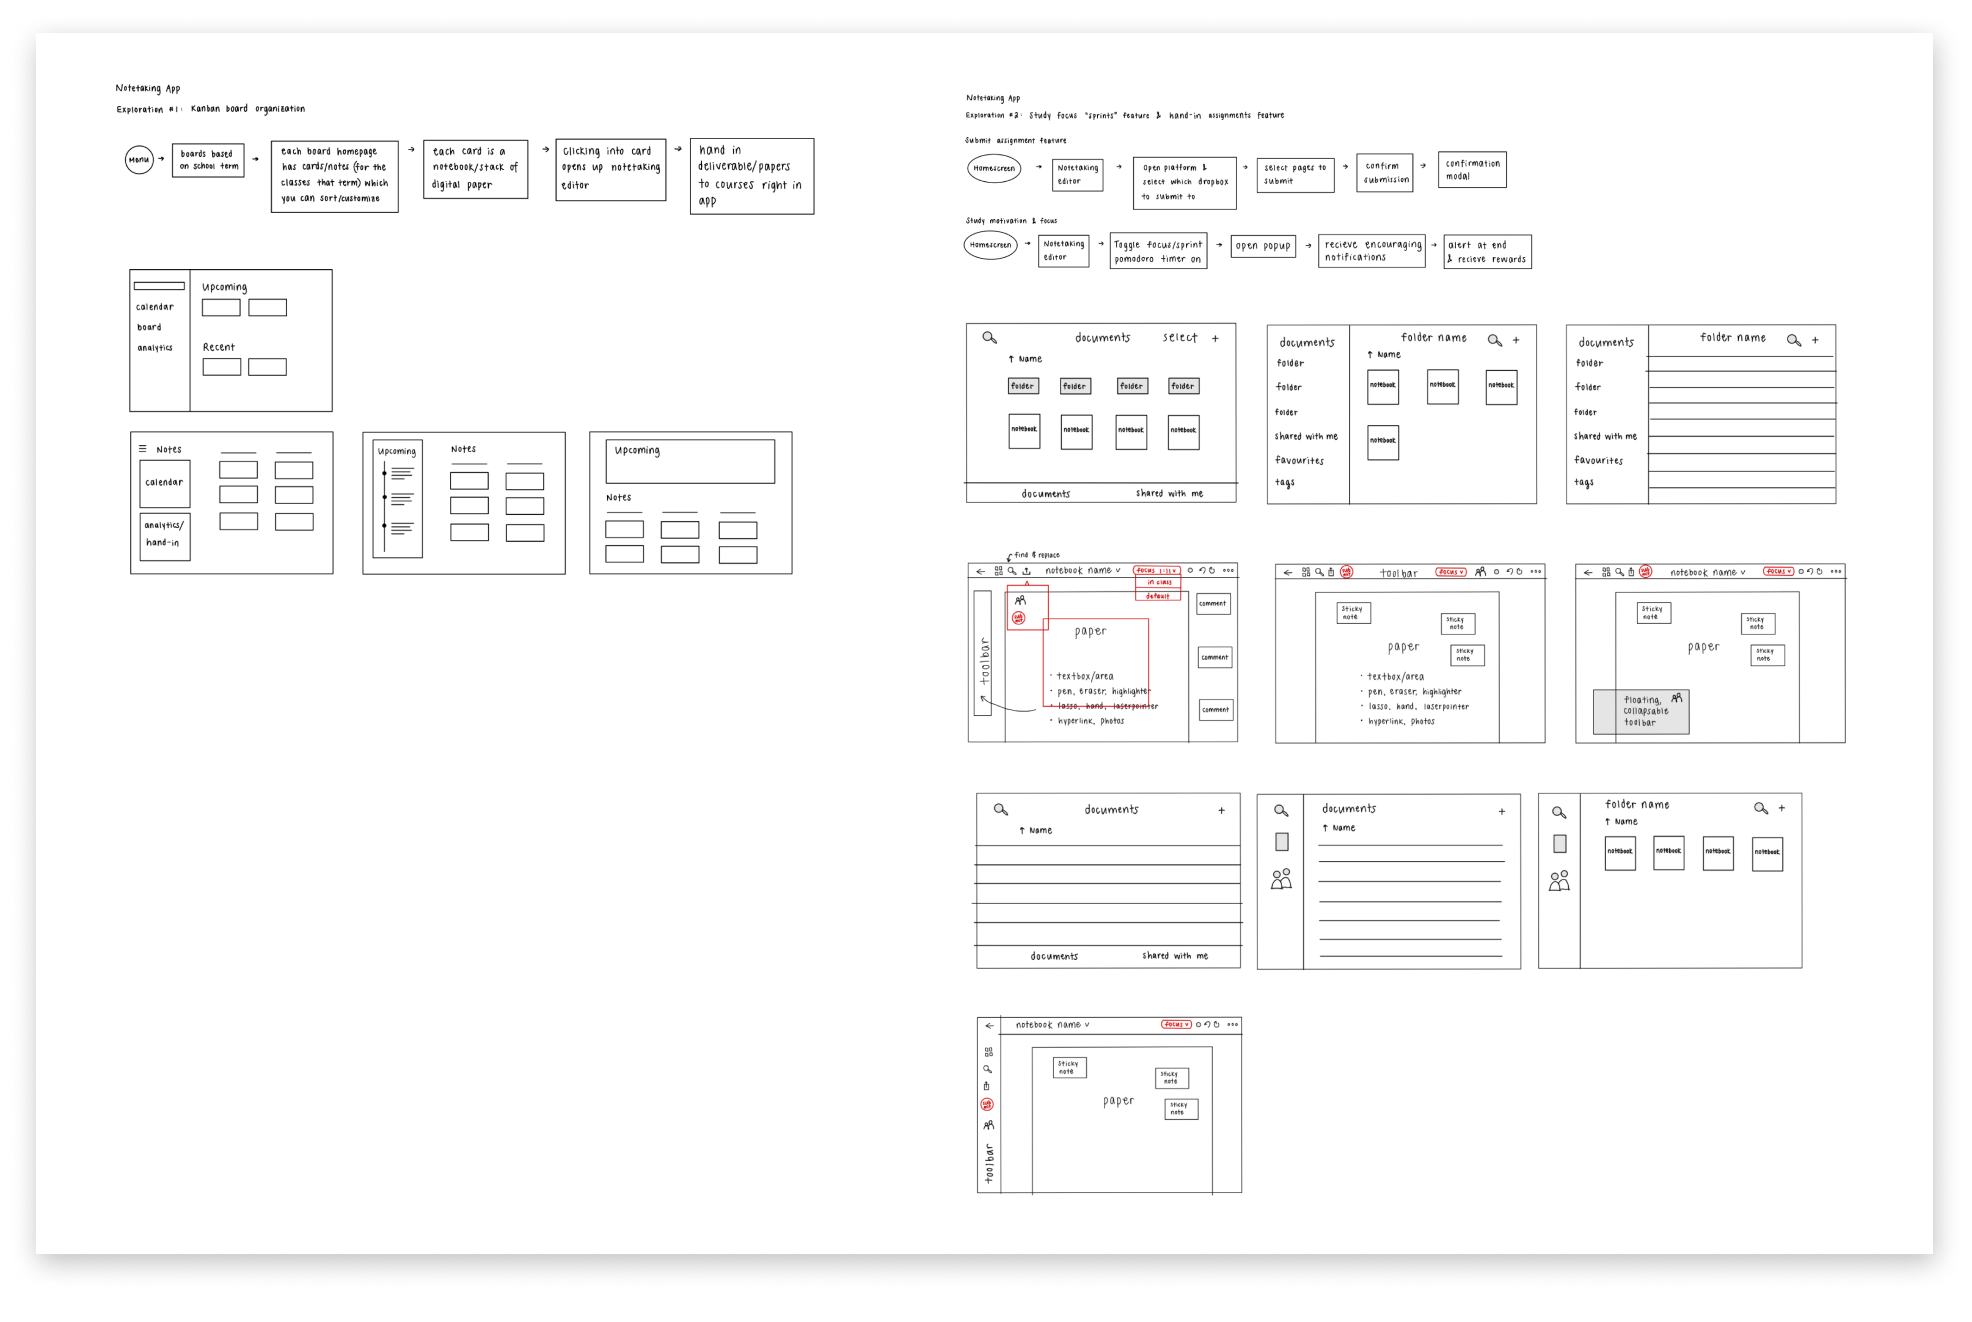 Notetaking App
Exploration #1: Kanban board organization
Menu
boards based
on school term
each board homepage
has cards/notes (for the
classes that term) which
you can sort/customize
each card is a
notebook/stack of
digital paper
Clicking into card
opens up notetaking
editor
hand in
deliverable/papers
to courses right in
app
calendar
board
analytics
Upcoming
Recent
Notes
calendar
analytics/
hand-in
Upcoming
Notes
Upcoming
Notes
Notetaking App
Exploration #2: Study focus "sprints" feature & hand-in assignments feature
Submit assignment feature
Homescreen
Notetaking
editor
Open platform &
select which dropbox
to submit to
select pages to
submit
confirm
submission
confirmation
modal
Study motivation & focus
Homescreen
Notetaking
editor
Toggle focus/sprint
pomodoro timer on
open popup
recieve encouraging
notifications
alert at end
& recieve rewards
documents
select +
↑ Name
folder folder folder folder
notebook notebook notebook notebook
documents shared with me
documents
folder
folder
folder
shared with me
favourites
tags
folder name +
↑ Name
notebook notebook notebook
notebook
documents
folder
folder
folder
shared with me
favourites
tags
folder name +
find & replace
notebook name v
focus 1:11 v
in class
default
toolbar
paper
• textbox/area
• pen, eraser, highlighter
• lasso, hand, laserpointer
• hyperlink, photos
comment
comment
comment
toolbar
focus v
sticky
note
sticky
note
sticky
note
paper
• textbox/area
• pen, eraser, highlighter
• lasso, hand, laserpointer
• hyperlink, photos
notebook name v
focus v
sticky
note
sticky
note
sticky
note
paper
floating,
collapsable
toolbar
documents +
↑ Name
documents shared with me
documents +
↑ Name
folder name +
↑ Name
notebook notebook notebook notebook
notebook name v
focus v
sticky
note
sticky
note
sticky
note
paper
toolbar